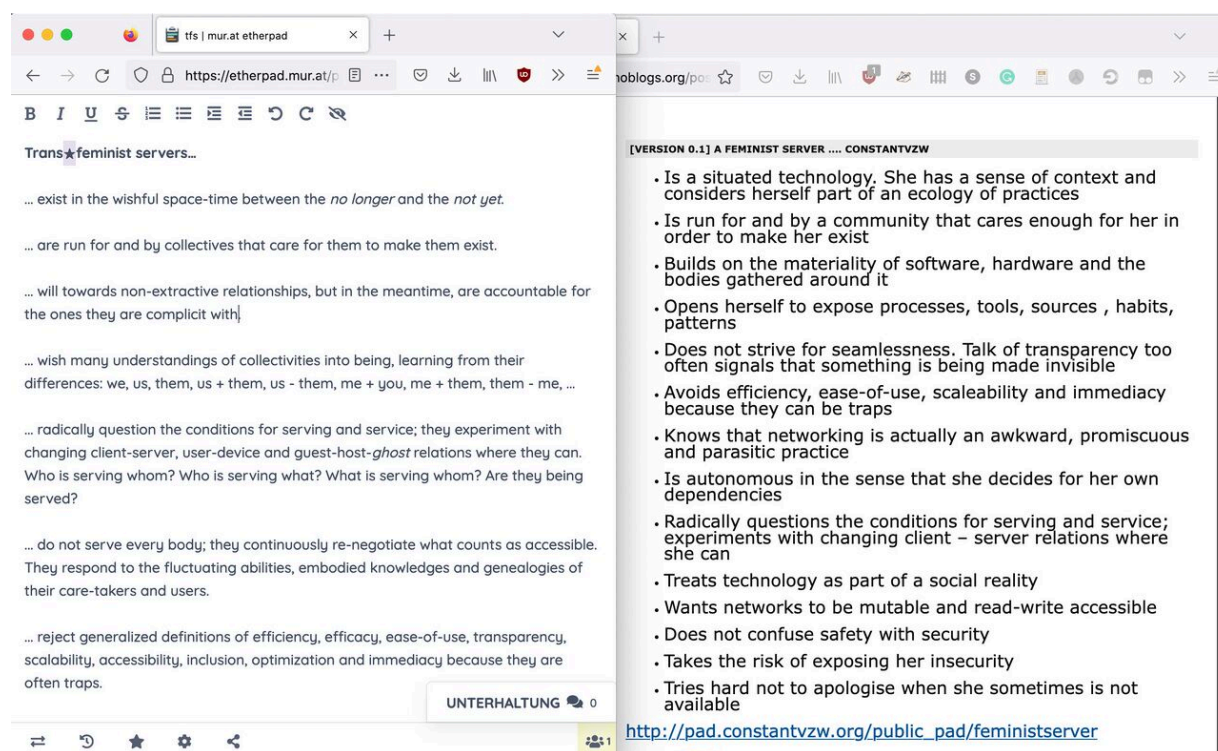 tfs | mur.at etherpad
https://etherpad.mur.at/p
Trans★feminist servers...
... exist in the wishful space-time between the no longer and the not yet.
... are run for and by collectives that care for them to make them exist.
... will towards non-extractive relationships, but in the meantime, are accountable for
the ones they are complicit with.
... wish many understandings of collectivities into being, learning from their
differences: we, us, them, us + them, us - them, me + you, me + them, them - me, ...
... radically question the conditions for serving and service; they experiment with
changing client-server, user-device and guest-host-ghost relations where they can.
Who is serving whom? Who is serving what? What is serving whom? Are they being
served?
... do not serve every body; they continuously re-negotiate what counts as accessible.
They respond to the fluctuating abilities, embodied knowledges and genealogies of
their care-takers and users.
... reject generalized definitions of efficiency, efficacy, ease-of-use, transparency,
scalability, accessibility, inclusion, optimization and immediacy because they are
often traps.
UNTERHALTUNG 0
1
noblogs.org/pos
[VERSION 0.1] A FEMINIST SERVER .... CONSTANTVZW
• Is a situated technology. She has a sense of context and
considers herself part of an ecology of practices
• Is run for and by a community that cares enough for her in
order to make her exist
• Builds on the materiality of software, hardware and the
bodies gathered around it
• Opens herself to expose processes, tools, sources , habits,
patterns
• Does not strive for seamlessness. Talk of transparency too
often signals that something is being made invisible
• Avoids efficiency, ease-of-use, scaleability and immediacy
because they can be traps
• Knows that networking is actually an awkward, promiscuous
and parasitic practice
• Is autonomous in the sense that she decides for her own
dependencies
• Radically questions the conditions for serving and service;
experiments with changing client – server relations where
she can
• Treats technology as part of a social reality
• Wants networks to be mutable and read-write accessible
• Does not confuse safety with security
• Takes the risk of exposing her insecurity
• Tries hard not to apologise when she sometimes is not
available
http://pad.constantvzw.org/public_pad/feministserver